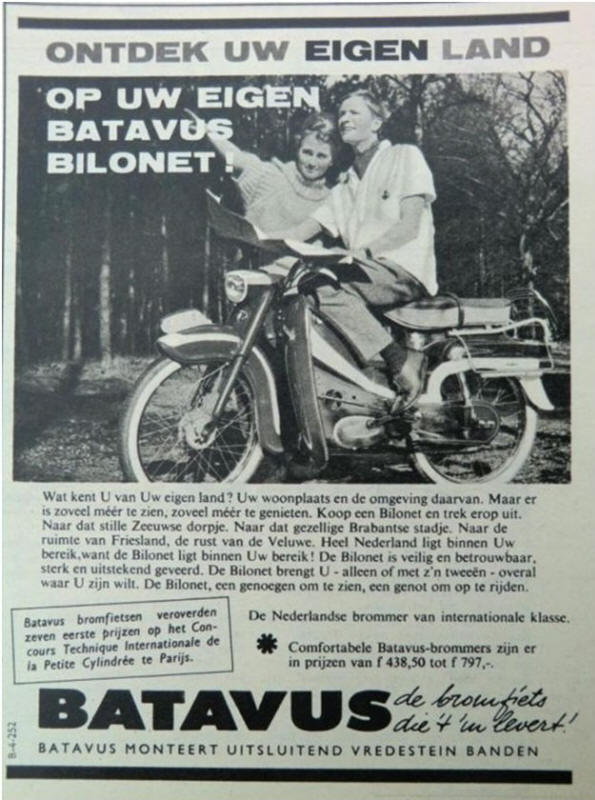 ONTDEK UW EIGEN LAND
OP UW EIGEN
BATAVUS
BILONET!
Wat kent U van Uw eigen land? Uw woonplaats en de omgeving daarvan. Maar er
is zoveel méér te zien, zoveel méér te genieten. Koop een Bilonet en trek erop uit.
Naar dat stille Zeeuwse dorpje. Naar dat gezellige Brabantse stadje. Naar de
ruimte van Friesland, de rust van de Veluwe. Heel Nederland ligt binnen Uw
bereik,want de Bilonet ligt binnen Uw bereik! De Bilonet is veilig en betrouwbaar,
sterk en uitstekend geveerd. De Bilonet brengt U - alleen of met z'n tweeën - overal
waar U zijn wilt. De Bilonet, een genoegen om te zien, een genot om op te rijden.
Batavus bromfietsen veroverden
zeven eerste prijzen op het Con-
cours Technique Internationale de
la Petite Cylindrée te Parijs.
De Nederlandse brommer van internationale klasse.
Comfortabele Batavus-brommers zijn er
in prijzen van f 438,50 tot f 797,-.
BATAVUS de bromfiets
die 't 'm levert!
BATAVUS MONTEERT UITSLUITEND VREDESTEIN BANDEN
B-4-252